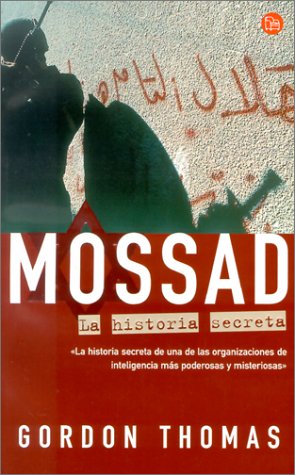 MOSSAD
La historia secreta
«La historia secreta de una de las organizaciones de
inteligencia más poderosas y misteriosas»
GORDON THOMAS